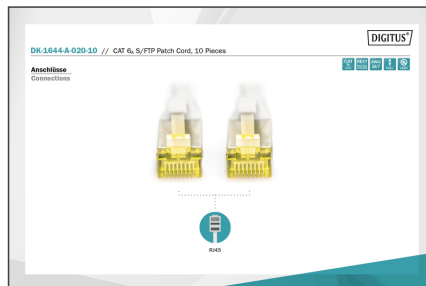 DIGITUS®
DK-1644-A-020-10 // CAT 6A S/FTP Patch Cord, 10 Pieces
Anschlüsse
Connections
RJ45